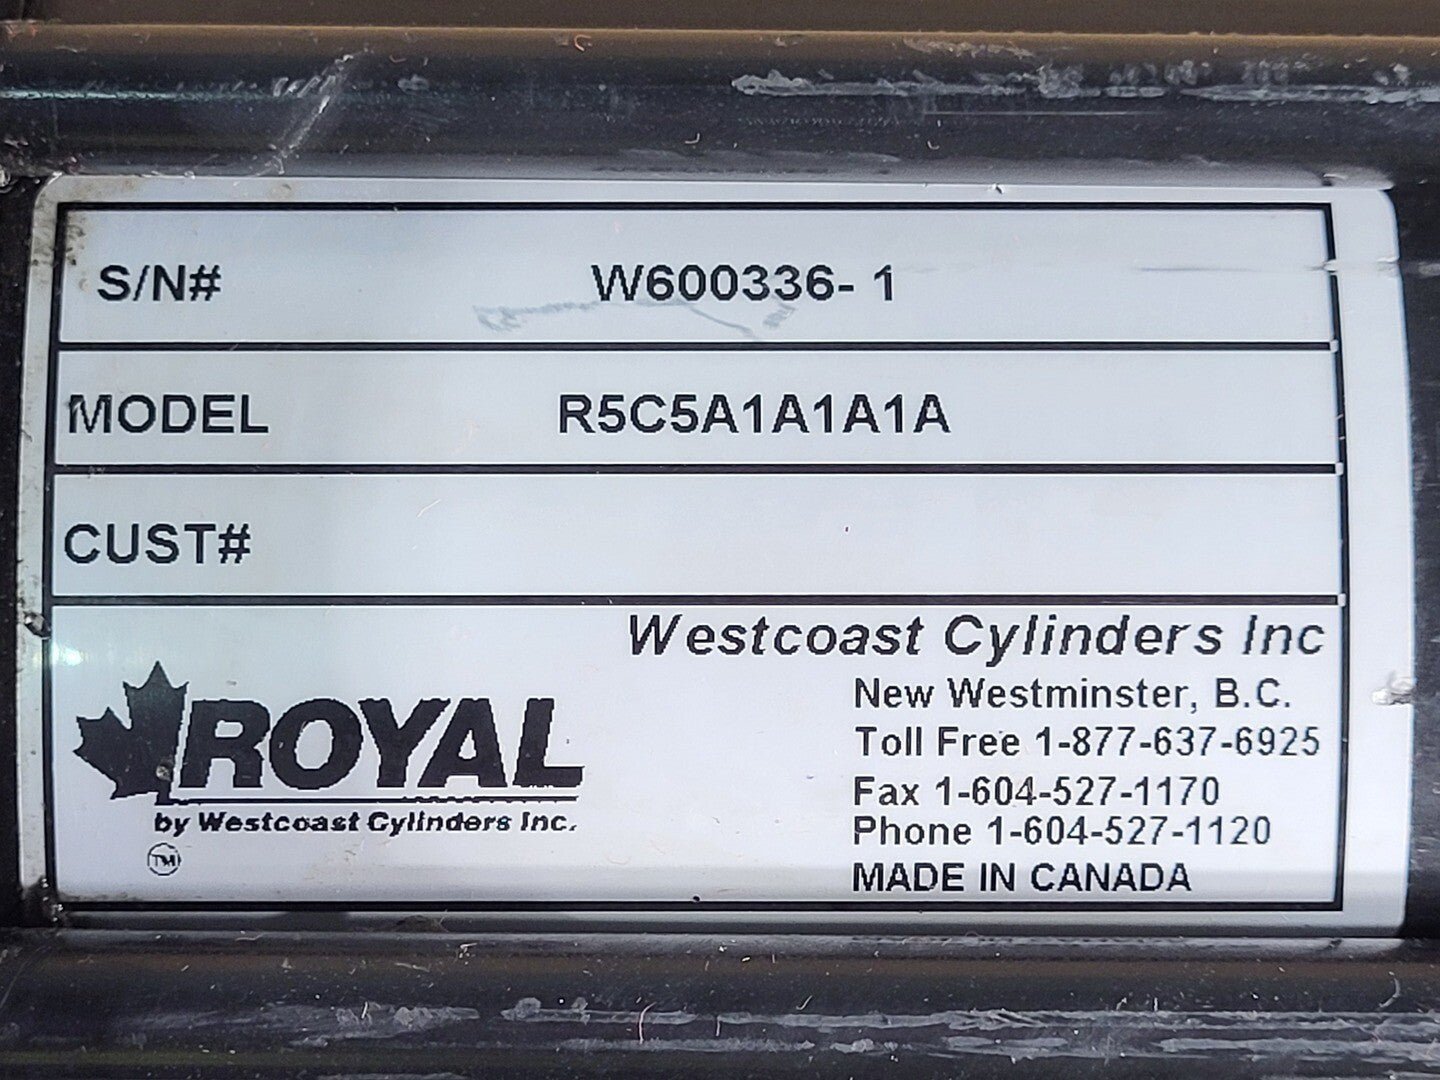 S/N# W600336- 1
MODEL R5C5A1A1A1A
CUST#
Westcoast Cylinders Inc
New Westminster, B.C.
Toll Free 1-877-637-6925
Fax 1-604-527-1170
Phone 1-604-527-1120
MADE IN CANADA
ROYAL
by Westcoast Cylinders Inc.
TM